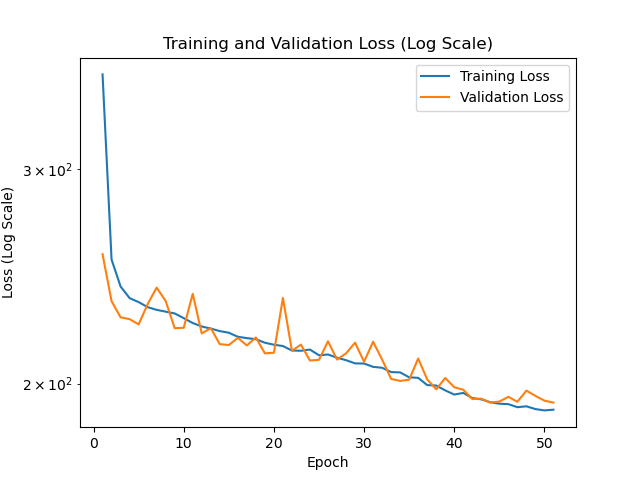 Training and Validation Loss (Log Scale)
Training Loss
Validation Loss
3 × 10²
2 × 10²
Loss (Log Scale)
0 10 20 30 40 50
Epoch